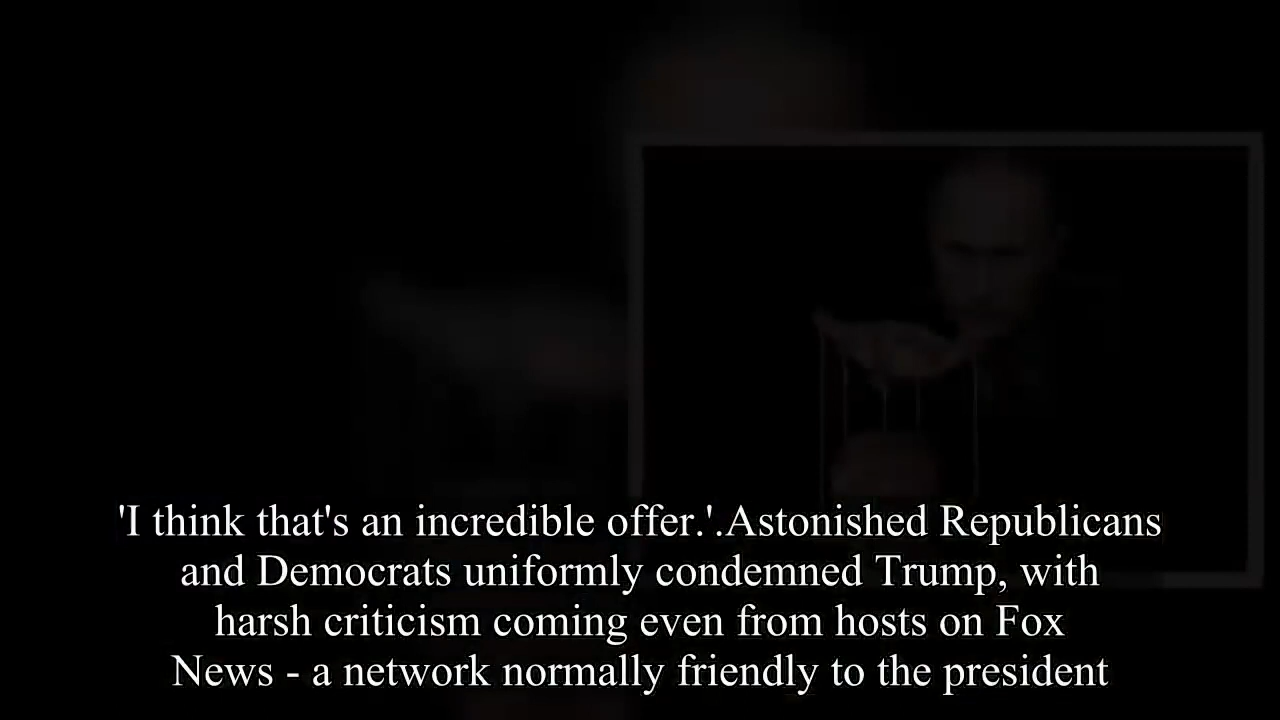 'I think that's an incredible offer.'.Astonished Republicans
and Democrats uniformly condemned Trump, with
harsh criticism coming even from hosts on Fox
News - a network normally friendly to the president